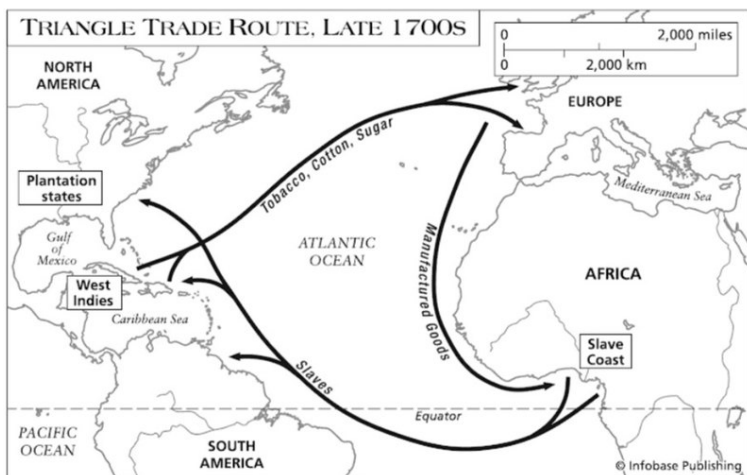 TRIANGLE TRADE ROUTE, LATE 1700S
0 2,000 miles
0 2,000 km
NORTH
AMERICA
EUROPE
Plantation
states
Tobacco, Cotton, Sugar
Mediterranean Sea
Gulf
of
Mexico
ATLANTIC
OCEAN
Manufactured Goods
AFRICA
West
Indies
Caribbean Sea
Slave
Coast
Slaves
Equator
PACIFIC
OCEAN
SOUTH
AMERICA
© Infobase Publishing